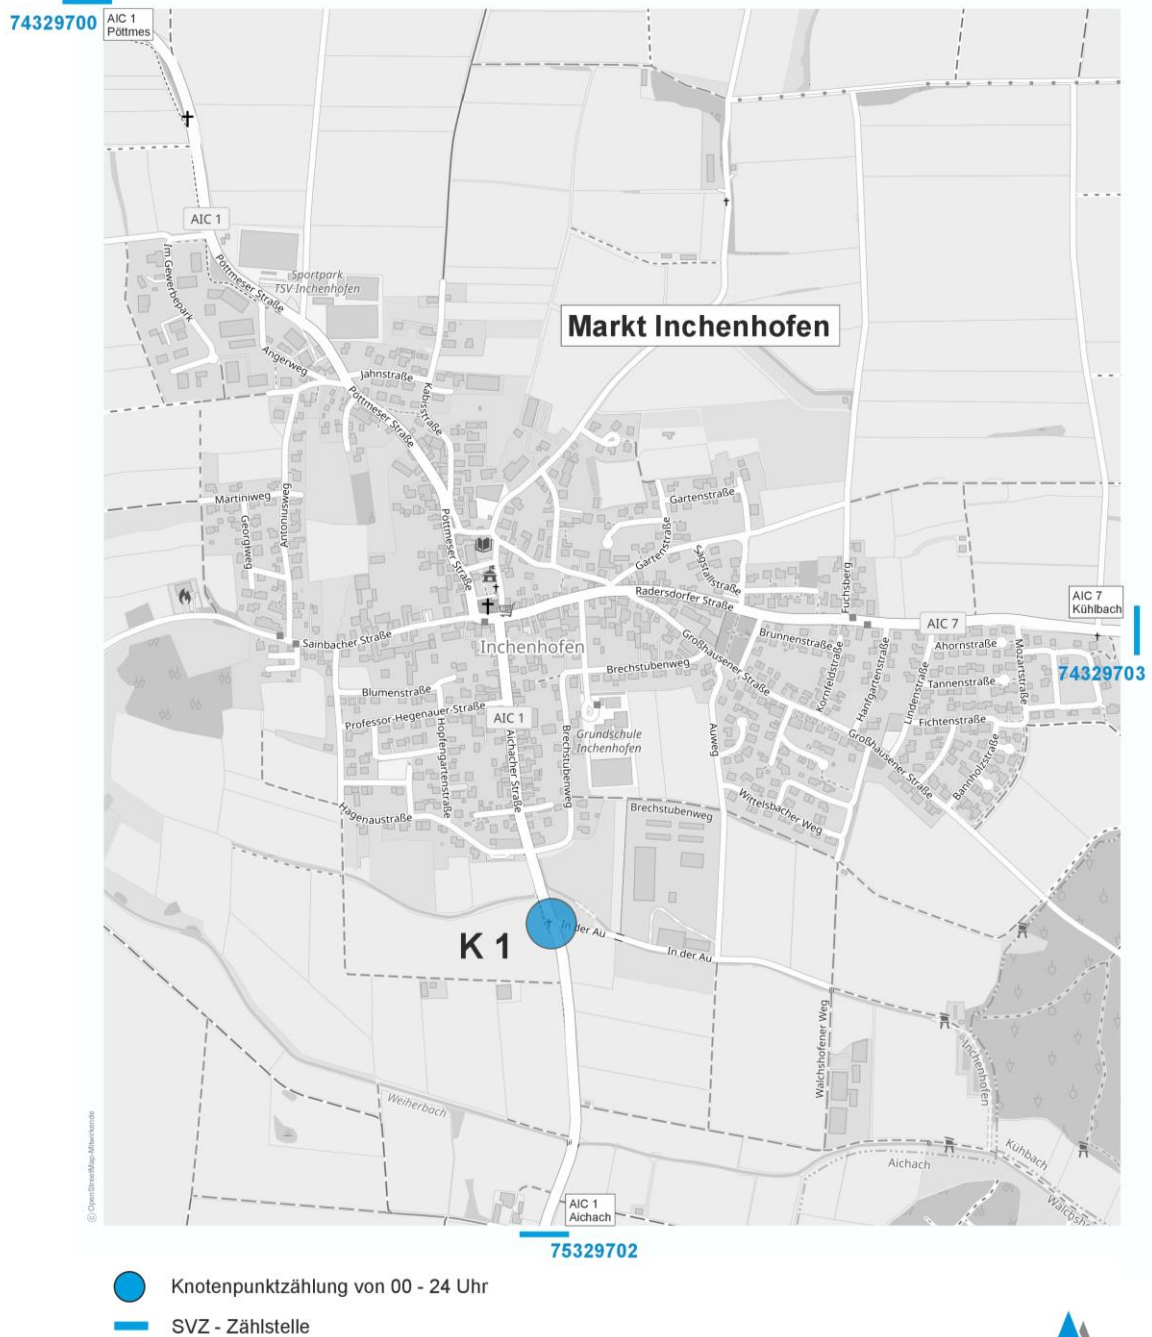 74329700
AIC 1
Pöttmes
AIC 1
Im Gewerbepark
Pöttmeser Straße
Sportpark
TSV Inchenhofen
Markt Inchenhofen
Angerweg
Jahnstraße
Kabisstraße
Pöttmeser Straße
Martiniweg
Georgiweg
Antoniusweg
Pöttmeser Straße
Gartenstraße
Gartenstraße
Sagstallstraße
Fuchsberg
Radersdorfer Straße
AIC 7
AIC 7
Kühlbach
74329703
Sainbacher Straße
Inchenhofen
Großhausener Straße
Brunnenstraße
Kornfeldstraße
Hanfgartenstraße
Lindenstraße
Ahornstraße
Mozartstraße
Tannenstraße
Fichtenstraße
Bannholzstraße
Großhausener Straße
Brechstubenweg
Blumenstraße
Professor-Hegenauer-Straße
Hopfengartenstraße
AIC 1
Aichacher Straße
Brechstubenweg
Grundschule
Inchenhofen
Auweg
Wittelsbacher Weg
Hagenaustraße
Brechstubenweg
K 1
In der Au
In der Au
Walchshofener Weg
Inchenhofen
Kühbach
Aichach
Walchsh
Weiherbach
© OpenStreetMap-Mitwirkende
AIC 1
Aichach
75329702
Knotenpunktzählung von 00 - 24 Uhr
SVZ - Zählstelle